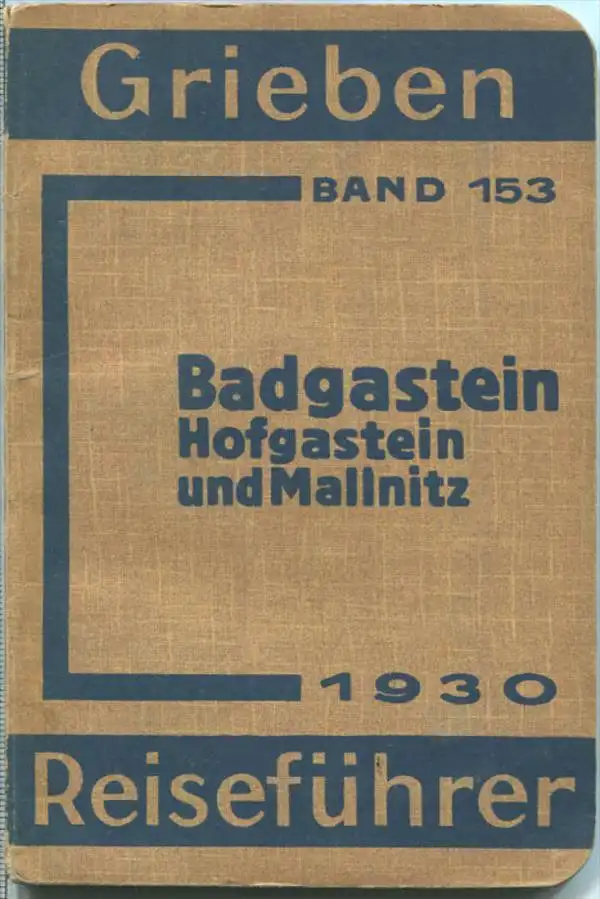 Grieben
BAND 153
Badgastein
Hofgastein
und Mallnitz
1930
Reiseführer